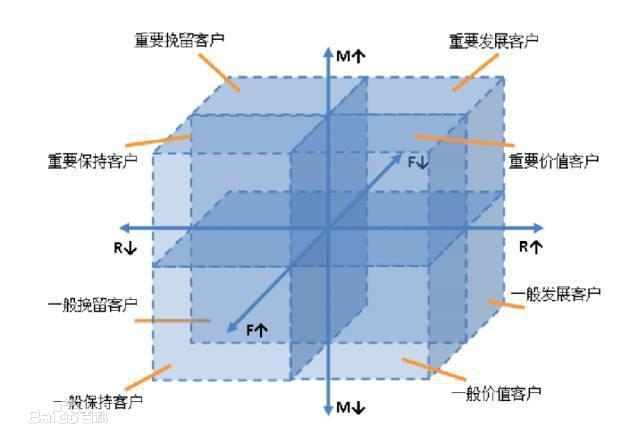 重要挽留客户
重要发展客户
M↑
重要保持客户
F↓
重要价值客户
R↓
R↑
一般挽留客户
F↑
一般发展客户
一般保持客户
一般价值客户
M↓
Baidu百科